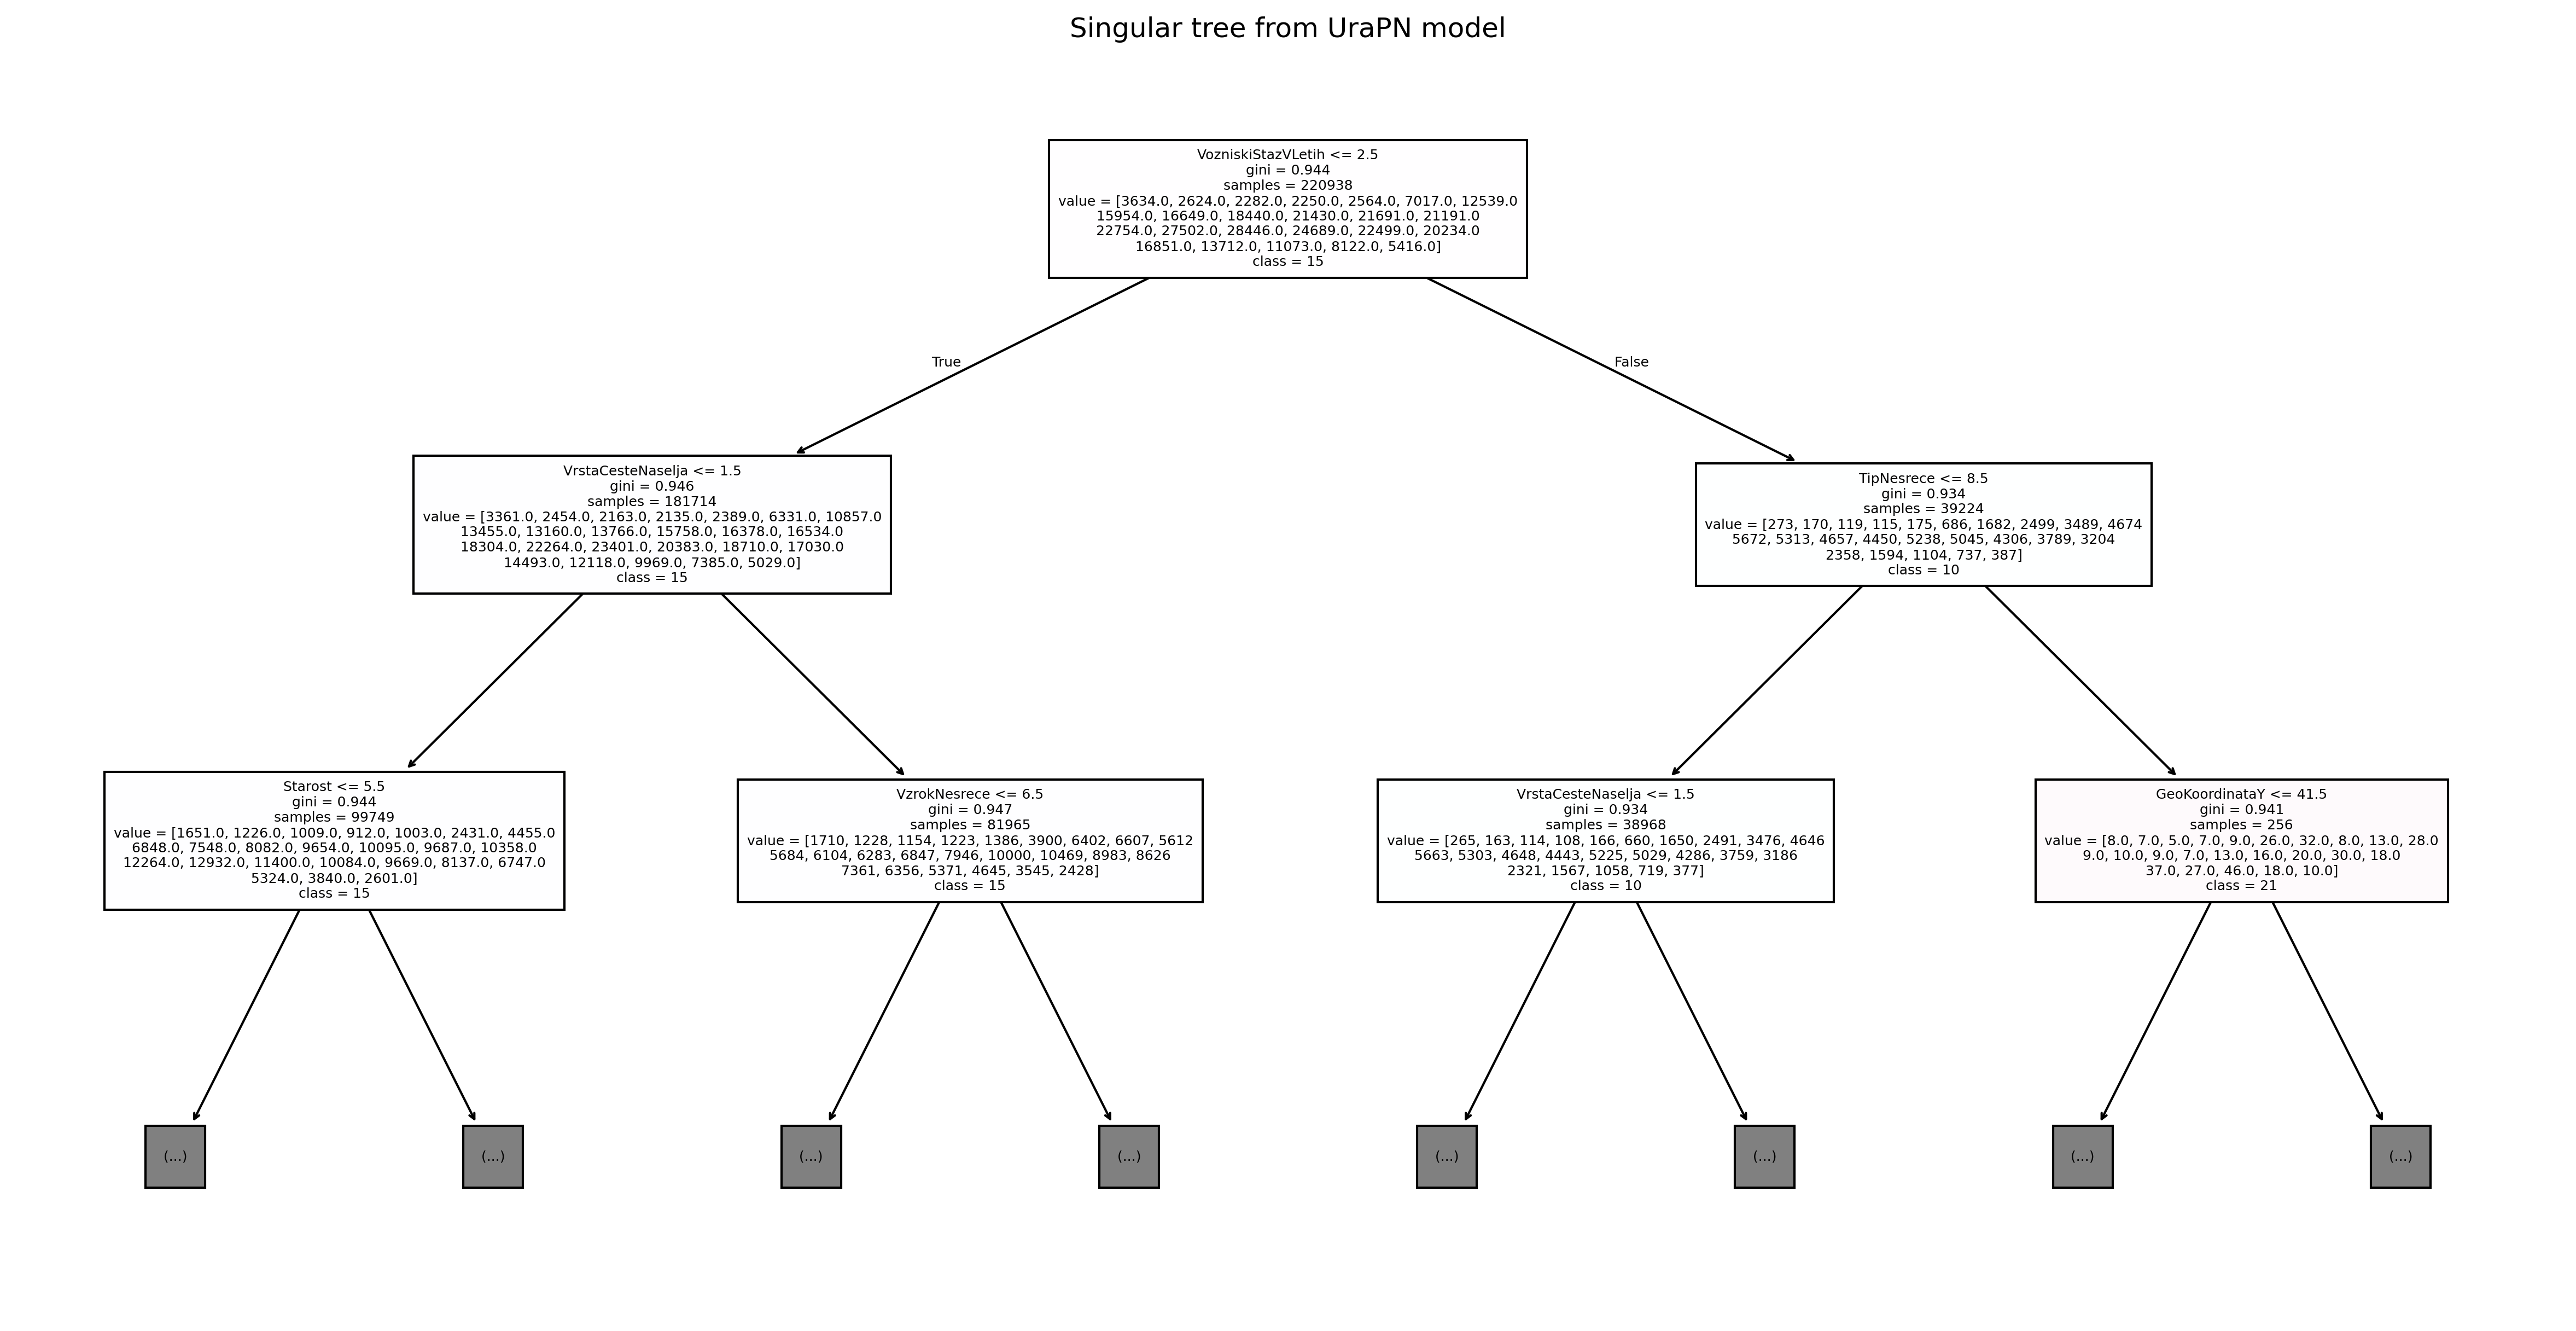 Singular tree from UraPN model
VozniskiStazVLetih <= 2.5
gini = 0.944
samples = 220938
value = [3634.0, 2624.0, 2282.0, 2250.0, 2564.0, 7017.0, 12539.0
15954.0, 16649.0, 18440.0, 21430.0, 21691.0, 21191.0
22754.0, 27502.0, 28446.0, 24689.0, 22499.0, 20234.0
16851.0, 13712.0, 11073.0, 8122.0, 5416.0]
class = 15
True
False
VrstaCesteNaselja <= 1.5
gini = 0.946
samples = 181714
value = [3361.0, 2454.0, 2163.0, 2135.0, 2389.0, 6331.0, 10857.0
13455.0, 13160.0, 13766.0, 15758.0, 16378.0, 16534.0
18304.0, 22264.0, 23401.0, 20383.0, 18710.0, 17030.0
14493.0, 12118.0, 9969.0, 7385.0, 5029.0]
class = 15
TipNesrece <= 8.5
gini = 0.934
samples = 39224
value = [273, 170, 119, 115, 175, 686, 1682, 2499, 3489, 4674
5672, 5313, 4657, 4450, 5238, 5045, 4306, 3789, 3204
2358, 1594, 1104, 737, 387]
class = 10
Starost <= 5.5
gini = 0.944
samples = 99749
value = [1651.0, 1226.0, 1009.0, 912.0, 1003.0, 2431.0, 4455.0
6848.0, 7548.0, 8082.0, 9654.0, 10095.0, 9687.0, 10358.0
12264.0, 12932.0, 11400.0, 10084.0, 9669.0, 8137.0, 6747.0
5324.0, 3840.0, 2601.0]
class = 15
VzrokNesrece <= 6.5
gini = 0.947
samples = 81965
value = [1710, 1228, 1154, 1223, 1386, 3900, 6402, 6607, 5612
5684, 6104, 6283, 6847, 7946, 10000, 10469, 8983, 8626
7361, 6356, 5371, 4645, 3545, 2428]
class = 15
VrstaCesteNaselja <= 1.5
gini = 0.934
samples = 38968
value = [265, 163, 114, 108, 166, 660, 1650, 2491, 3476, 4646
5663, 5303, 4648, 4443, 5225, 5029, 4286, 3759, 3186
2321, 1567, 1058, 719, 377]
class = 10
GeoKoordinataY <= 41.5
gini = 0.941
samples = 256
value = [8.0, 7.0, 5.0, 7.0, 9.0, 26.0, 32.0, 8.0, 13.0, 28.0
9.0, 10.0, 9.0, 7.0, 13.0, 16.0, 20.0, 30.0, 18.0
37.0, 27.0, 46.0, 18.0, 10.0]
class = 21
(...)
(...)
(...)
(...)
(...)
(...)
(...)
(...)